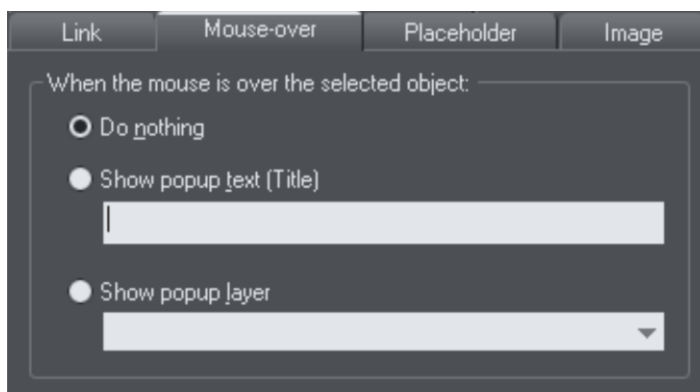 Link Mouse-over Placeholder Image
When the mouse is over the selected object:
Do nothing
Show popup text (Title)
Show popup layer